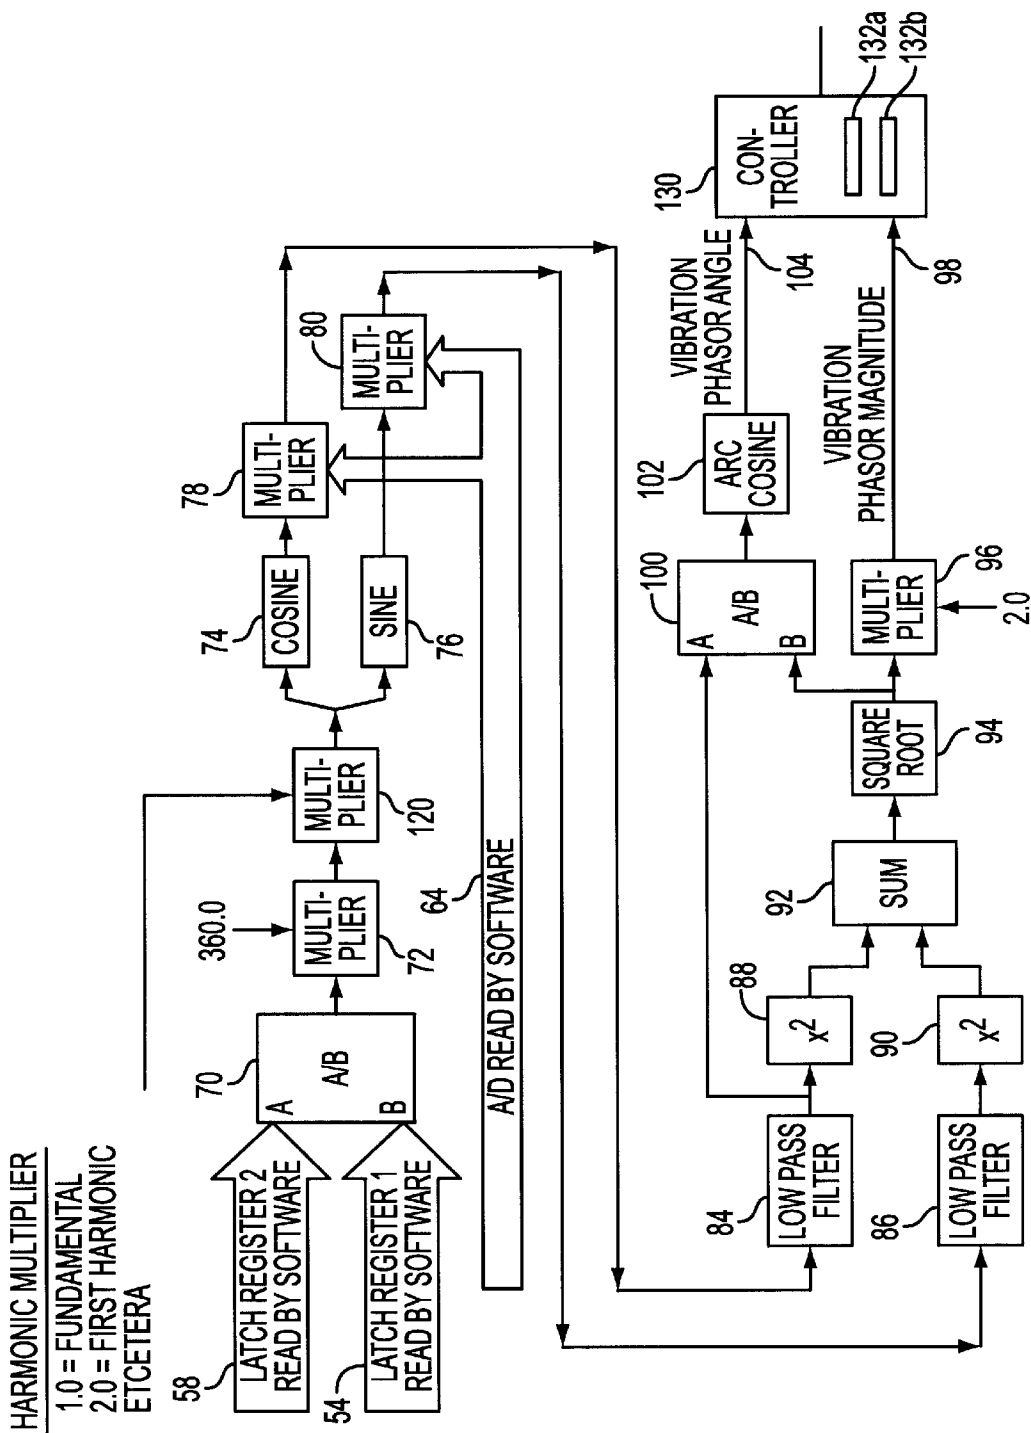 HARMONIC MULTIPLIER
1.0 = FUNDAMENTAL
2.0 = FIRST HARMONIC
ETCETERA
58
LATCH REGISTER 2
READ BY SOFTWARE
54
LATCH REGISTER 1
READ BY SOFTWARE
70
A
A/B
B
360.0
MULTI-
PLIER
72
MULTI-
PLIER
120
74
COSINE
SINE
76
78
MULTI-
PLIER
80
MULTI-
PLIER
64
A/D READ BY SOFTWARE
84
LOW PASS
FILTER
86
LOW PASS
FILTER
88
x²
90
x²
92
SUM
SQUARE
ROOT
94
100
A
A/B
B
MULTI-
PLIER
96
2.0
102
ARC
COSINE
VIBRATION
PHASOR ANGLE
104
VIBRATION
PHASOR MAGNITUDE
98
130
CON-
TROLLER
132a
132b